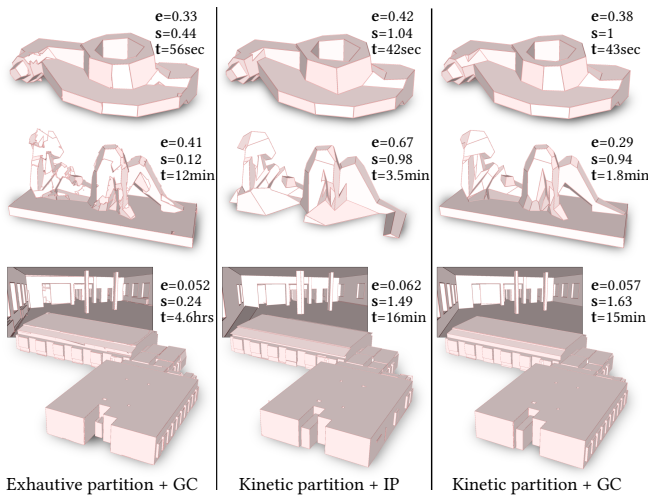 e=0.33
s=0.44
t=56sec
e=0.42
s=1.04
t=42sec
e=0.38
s=1
t=43sec
e=0.41
s=0.12
t=12min
e=0.67
s=0.98
t=3.5min
e=0.29
s=0.94
t=1.8min
e=0.052
s=0.24
t=4.6hrs
e=0.062
s=1.49
t=16min
e=0.057
s=1.63
t=15min
Exhautive partition + GC
Kinetic partition + IP
Kinetic partition + GC